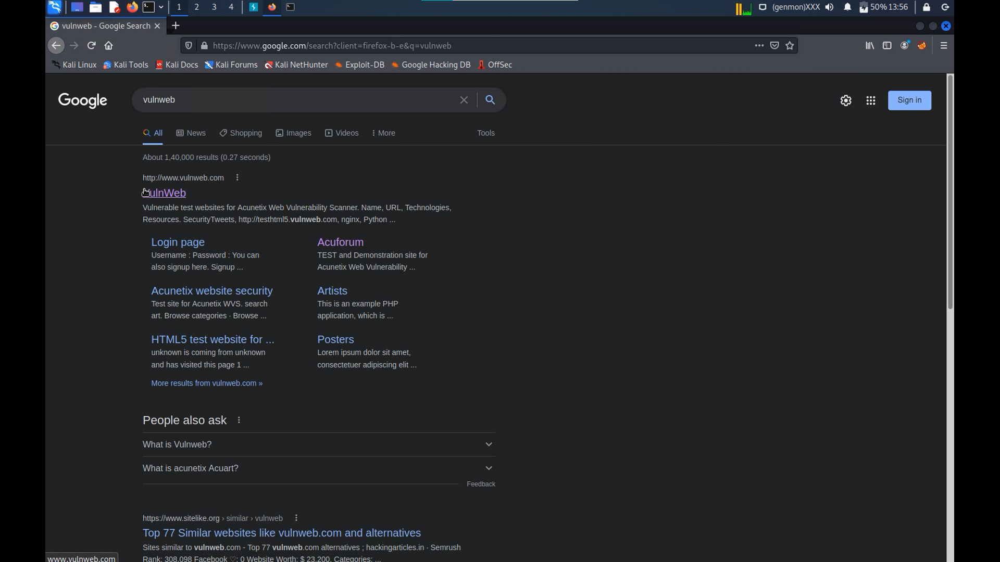 1 2 3 4 (genmon)XXX 50% 13:56
vulnweb - Google Search
https://www.google.com/search?client=firefox-b-e&q=vulnweb
Kali Linux Kali Tools Kali Docs Kali Forums Kali NetHunter Exploit-DB Google Hacking DB OffSec
Google vulnweb Sign in
All News Shopping Images Videos More Tools
About 1,40,000 results (0.27 seconds)
http://www.vulnweb.com
VulnWeb
Vulnerable test websites for Acunetix Web Vulnerability Scanner. Name, URL, Technologies,
Resources. SecurityTweets, http://testhtml5.vulnweb.com, nginx, Python ...
Login page
Username : Password : You can
also signup here. Signup ...
Acuforum
TEST and Demonstration site for
Acunetix Web Vulnerability ...
Acunetix website security
Test site for Acunetix WVS. search
art. Browse categories · Browse ...
Artists
This is an example PHP
application, which is ...
HTML5 test website for ...
unknown is coming from unknown
and has visited this page 1 ...
Posters
Lorem ipsum dolor sit amet,
consectetuer adipiscing elit ...
More results from vulnweb.com »
People also ask
What is Vulnweb?
What is acunetix Acuart?
Feedback
https://www.sitelike.org › similar › vulnweb
Top 77 Similar websites like vulnweb.com and alternatives
Sites similar to vulnweb.com - Top 77 vulnweb.com alternatives ; hackingarticles.in · Semrush
Rank: 308,098 Facebook ♡: 0 Website Worth: $ 23,200. Categories: ...
www.vulnweb.com